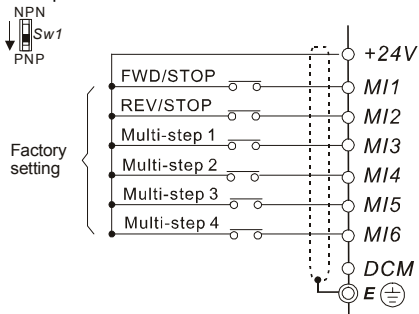 NPN
Sw1
PNP
+24V
FWD/STOP
MI1
REV/STOP
MI2
Multi-step 1
MI3
Multi-step 2
MI4
Multi-step 3
MI5
Multi-step 4
MI6
Factory
setting
DCM
E